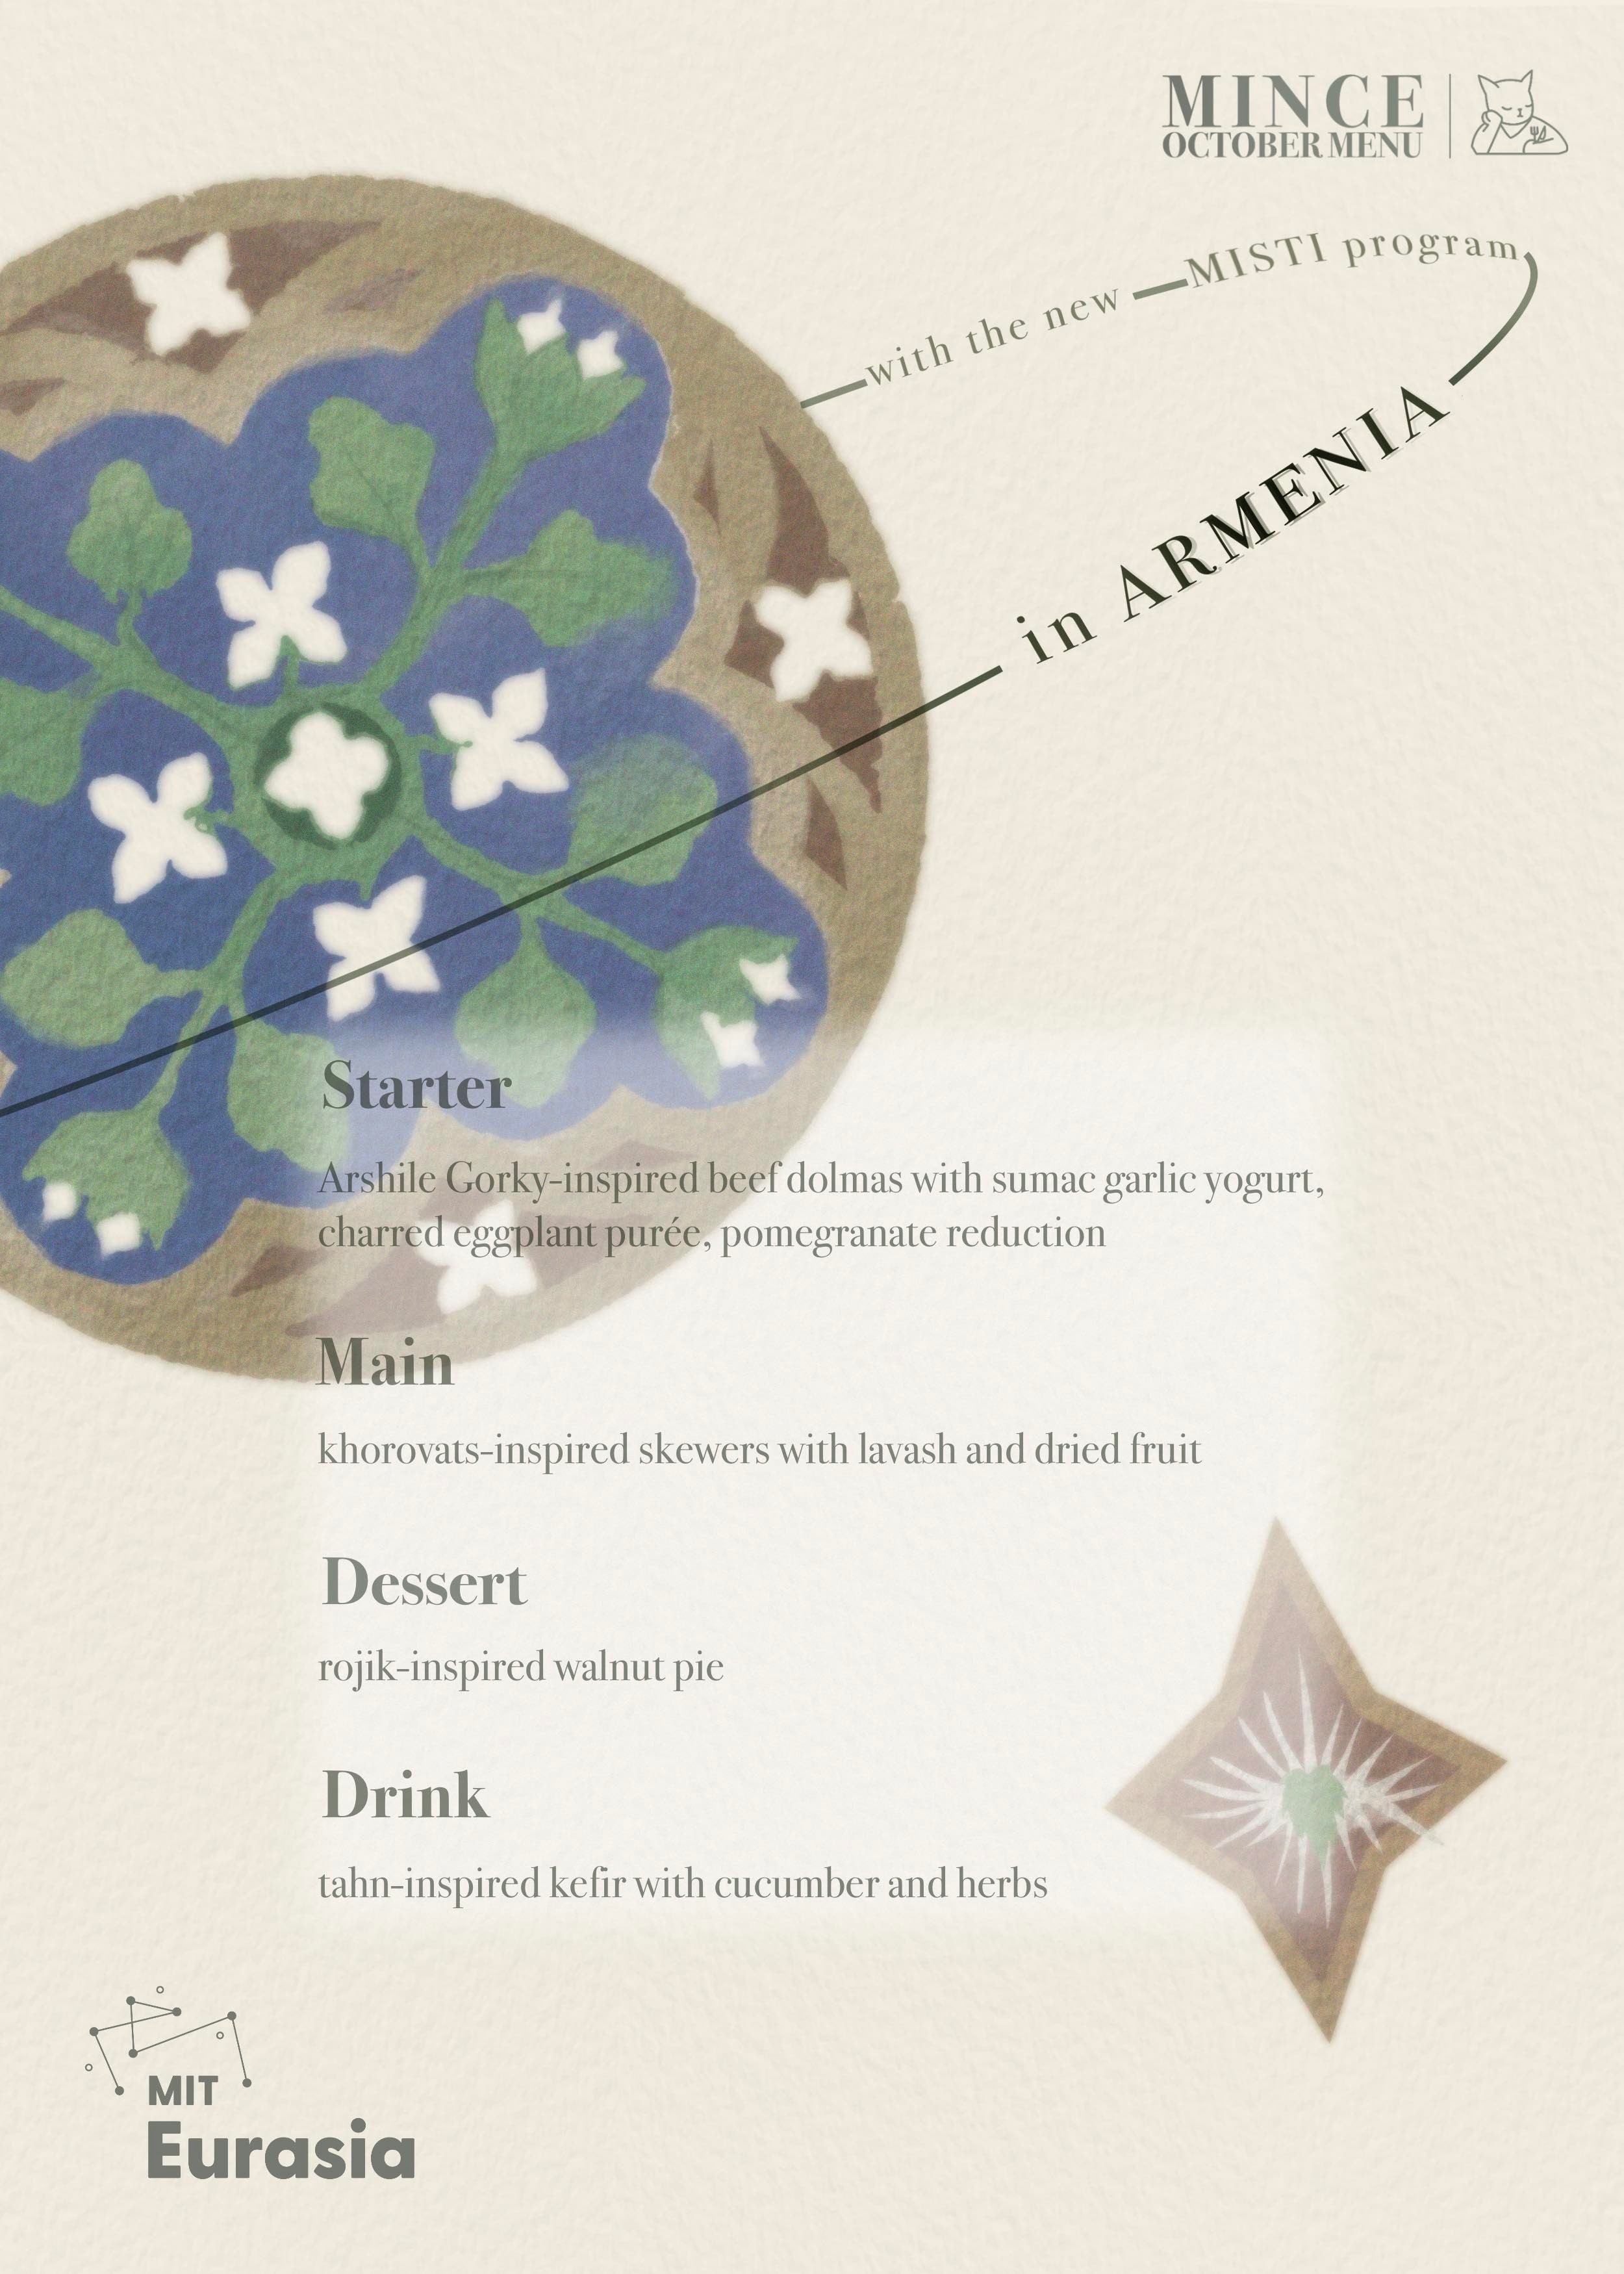 MINCE
OCTOBER MENU
with the new
MISTI program
in ARMENIA
Starter
Arshile Gorky-inspired beef dolmas with sumac garlic yogurt,
charred eggplant purée, pomegranate reduction
Main
khorovats-inspired skewers with lavash and dried fruit
Dessert
rojik-inspired walnut pie
Drink
tahn-inspired kefir with cucumber and herbs
MIT
Eurasia